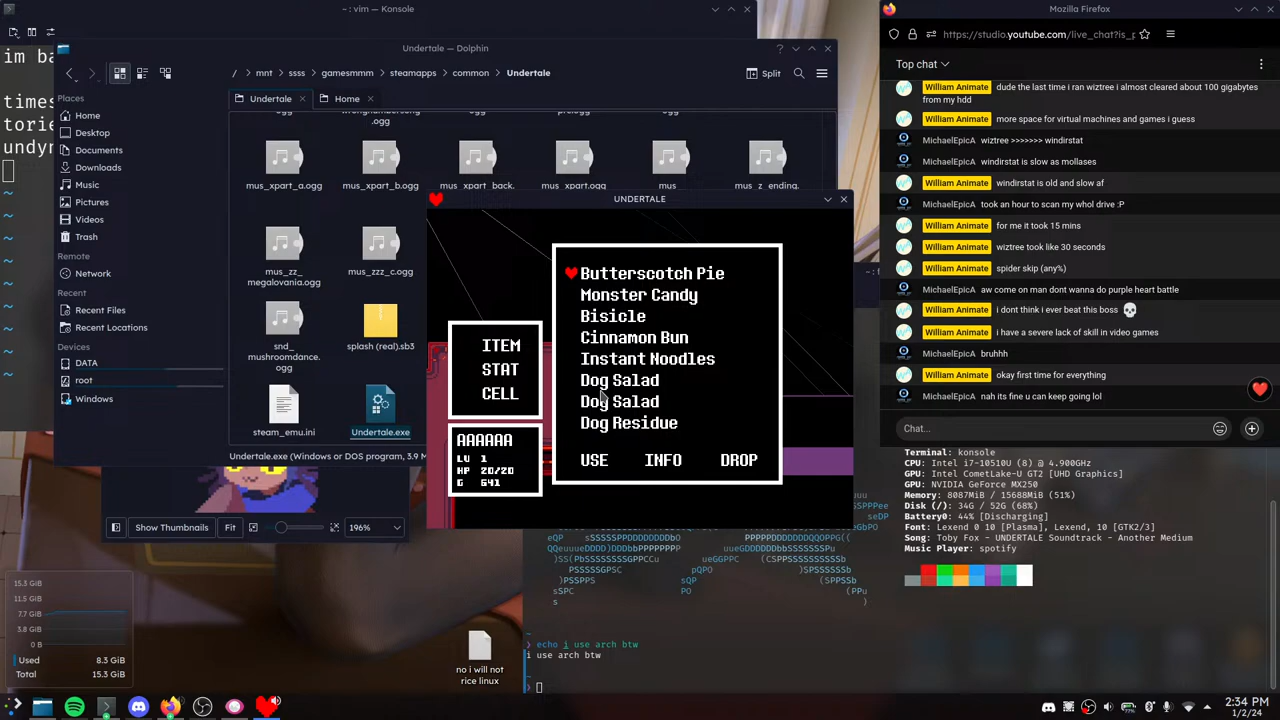 ~ : vim — Konsole
im ba
times
tories
undyn
~
~
~
~
~
~
Undertale — Dolphin
/ mnt ssss gamesmmm steamapps common Undertale
Split
Undertale
Home
Places
Home
Desktop
Documents
Downloads
Music
Pictures
Videos
Trash
Remote
Network
Recent
Recent Files
Recent Locations
Devices
DATA
root
Windows
.ogg
ogg
ogg
mus_xpart_a.ogg
mus_xpart_b.ogg
mus_xpart_back.
mus_xpart.ogg
mus
mus_z_ending.
mus_zz_
megalovania.ogg
mus_zzz_c.ogg
snd_
mushroomdance.
ogg
splash (real).sb3
steam_emu.ini
Undertale.exe
Undertale.exe (Windows or DOS program, 3.9 M
Show Thumbnails
Fit
196%
UNDERTALE
ITEM
STAT
CELL
AAAAAA
LV 1
HP 20/20
G 641
Butterscotch Pie
Monster Candy
Bisicle
Cinnamon Bun
Instant Noodles
Dog Salad
Dog Salad
Dog Residue
USE INFO DROP
Mozilla Firefox
https://studio.youtube.com/live_chat?is_p
Top chat
William Animate dude the last time i ran wiztree i almost cleared about 100 gigabytes
from my hdd
William Animate more space for virtual machines and games i guess
MichaelEpicA wiztree >>>>>>> windirstat
MichaelEpicA windirstat is slow as mollases
William Animate windirstat is old and slow af
MichaelEpicA took an hour to scan my whol drive :P
William Animate for me it took 15 mins
William Animate wiztree took like 30 seconds
William Animate spider skip (any%)
MichaelEpicA aw come on man dont wanna do purple heart battle
William Animate i dont think i ever beat this boss 💀
William Animate i have a severe lack of skill in video games
MichaelEpicA bruhhh
William Animate okay first time for everything
MichaelEpicA nah its fine u can keep going lol
Chat...
Terminal: konsole
CPU: Intel i7-10510U (8) @ 4.900GHz
GPU: Intel CometLake-U GT2 [UHD Graphics]
GPU: NVIDIA GeForce MX250
Memory: 8087MiB / 15688MiB (51%)
Disk (/): 34G / 52G (68%)
Battery0: 44% [Discharging]
Font: Lexend 0 10 [Plasma], Lexend, 10 [GTK2/3]
Song: Toby Fox - UNDERTALE Soundtrack - Another Medium
Music Player: spotify
~
❯ echo i use arch btw
i use arch btw
~
❯
15.3 GiB
11.5 GiB
7.7 GiB
3.8 GiB
0 B
Used 8.3 GiB
Total 15.3 GiB
no i will not
rice linux
2:34 PM
1/2/24